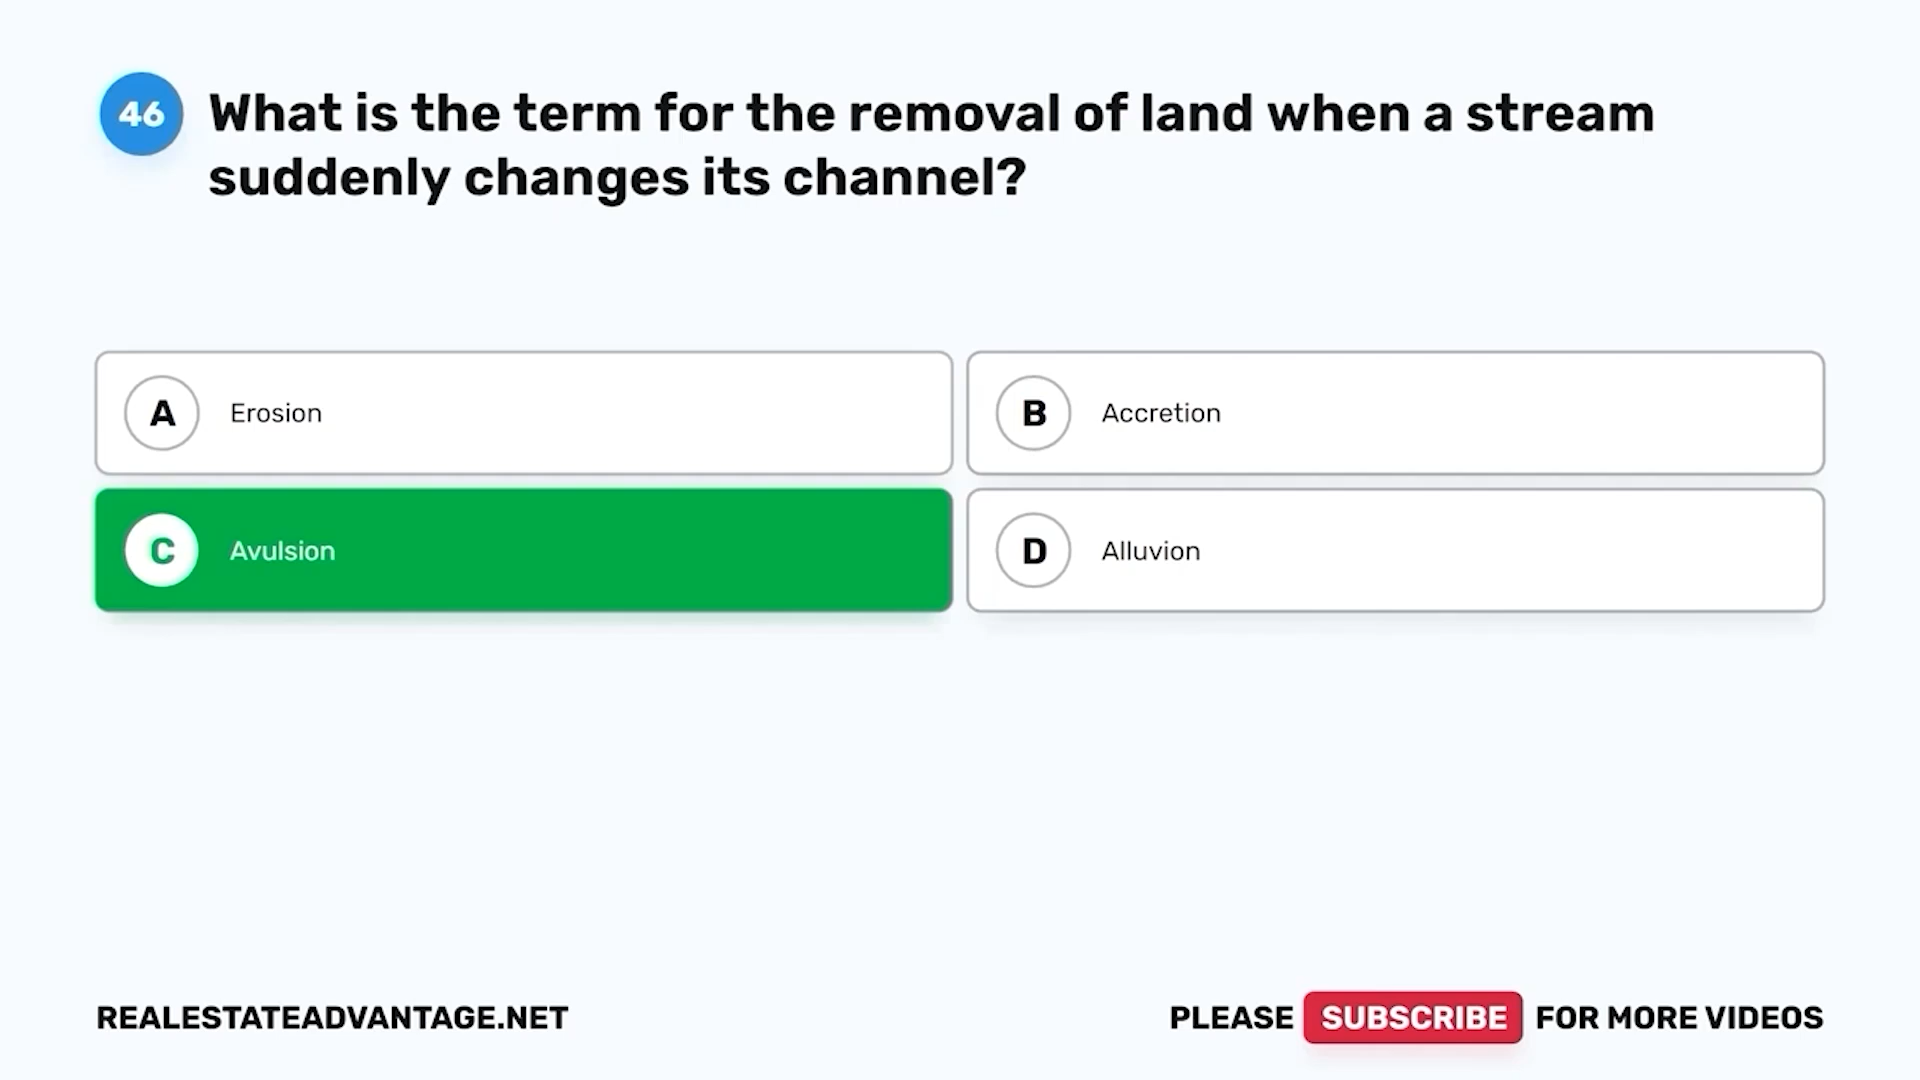 46
What is the term for the removal of land when a stream
suddenly changes its channel?
A Erosion
B Accretion
C Avulsion
D Alluvion
REALESTATEADVANTAGE.NET
PLEASE SUBSCRIBE FOR MORE VIDEOS